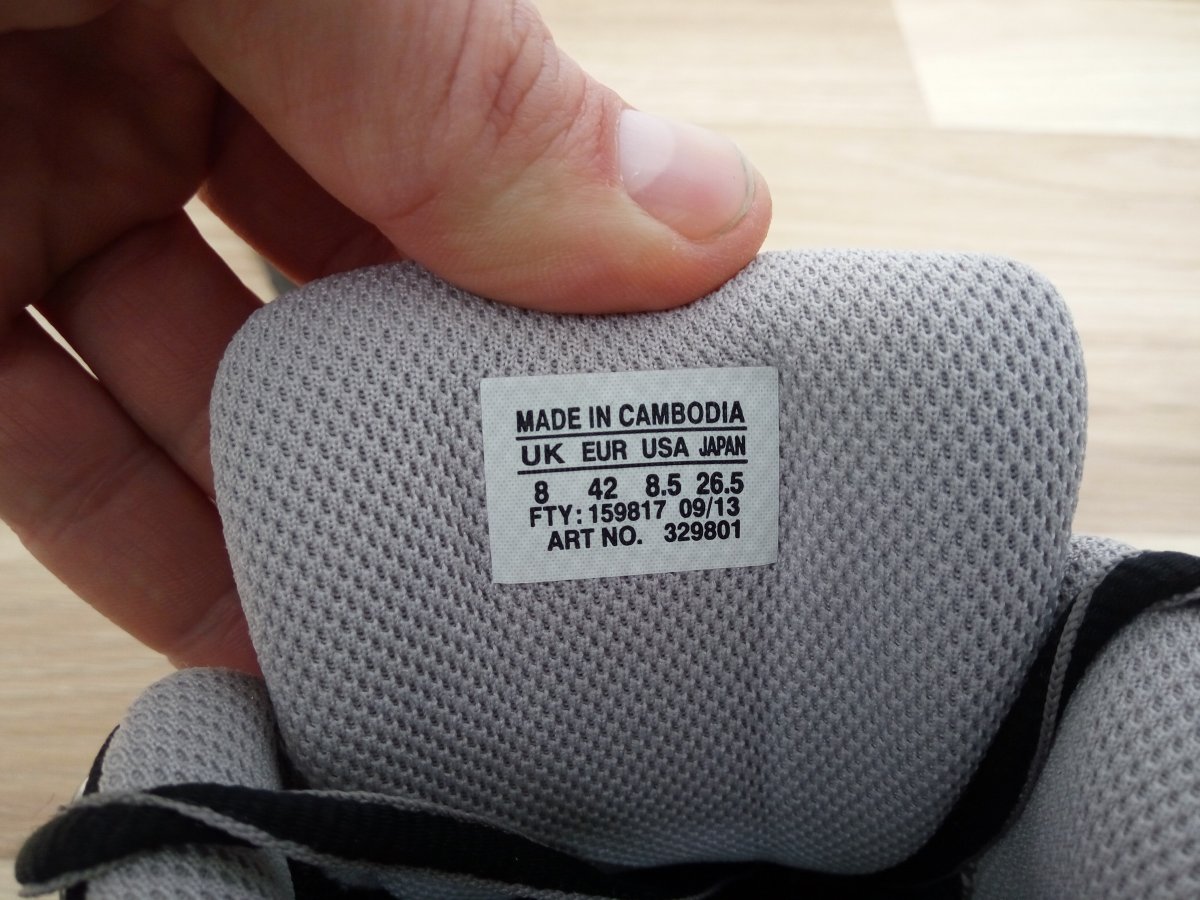 MADE IN CAMBODIA
UK EUR USA JAPAN
8 42 8.5 26.5
FTY: 159817 09/13
ART NO. 329801